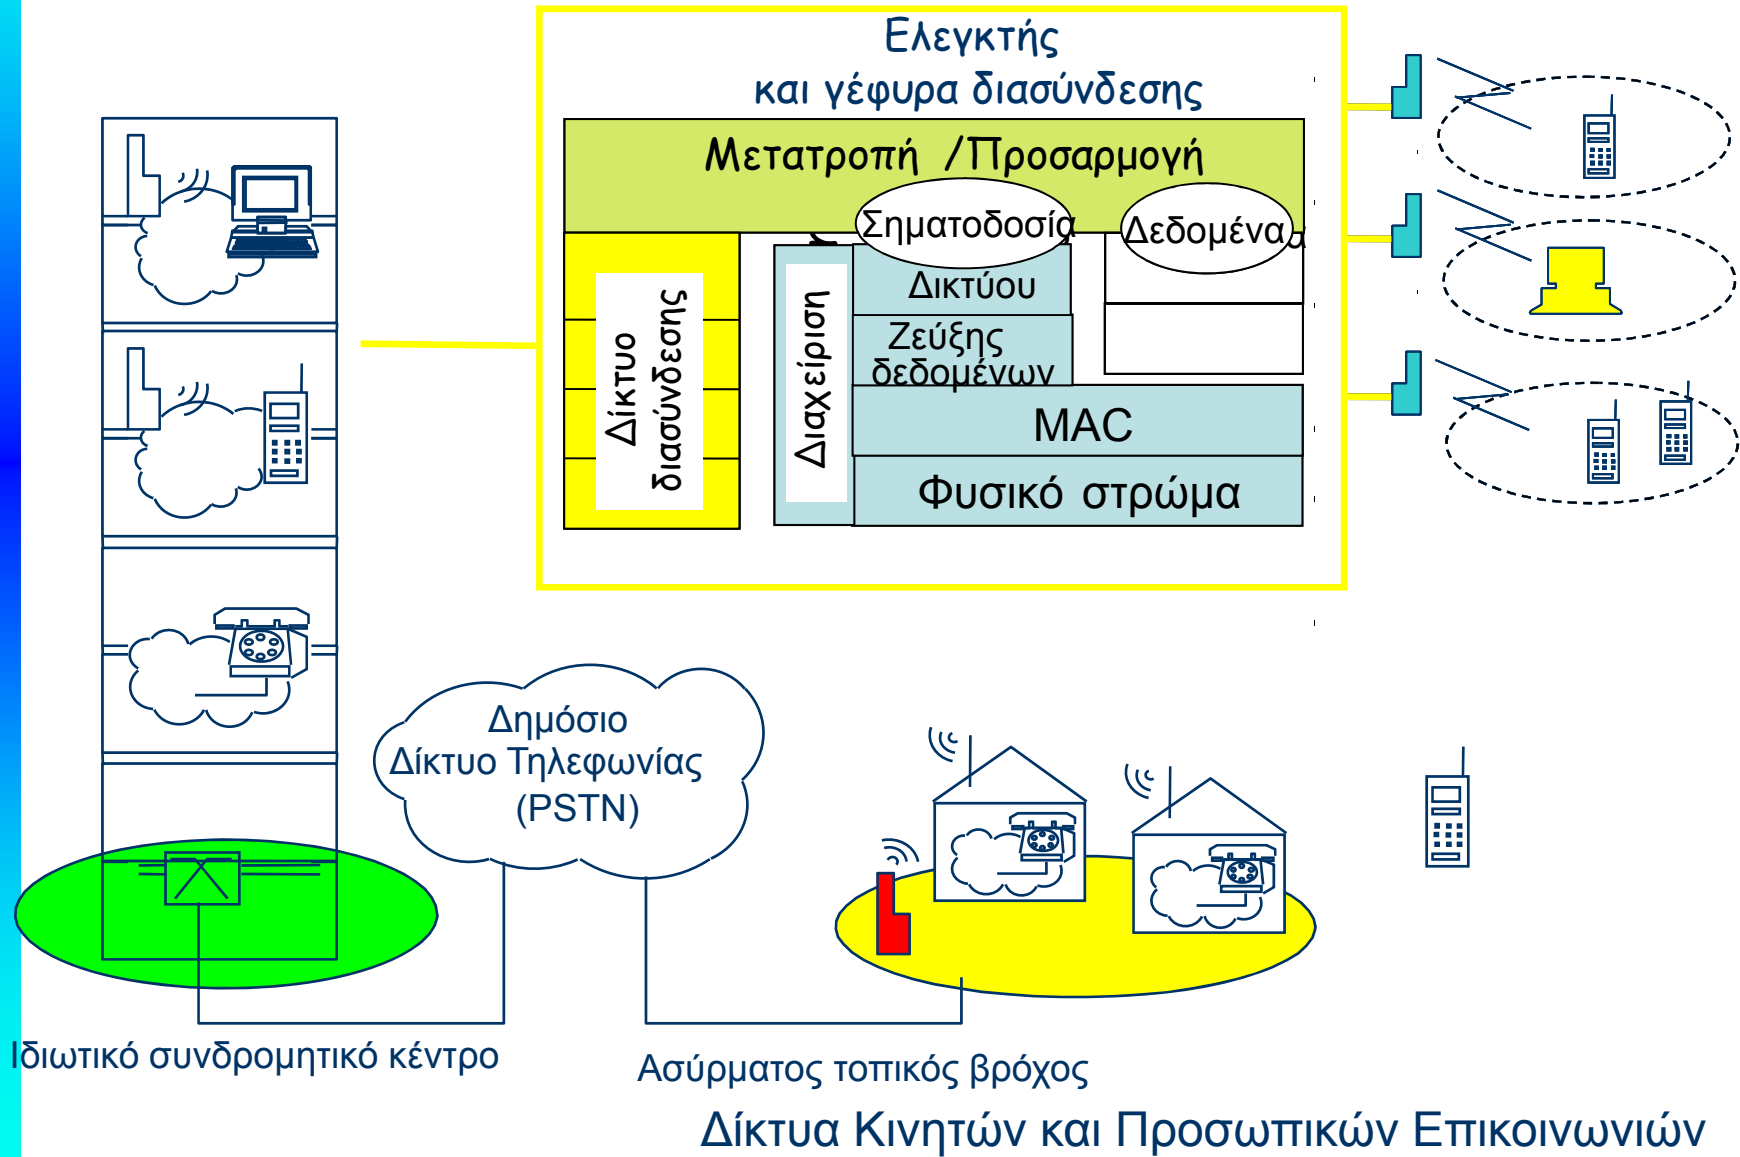 Ελεγκτής
και γέφυρα διασύνδεσης
Μετατροπή /Προσαρμογή
Σηματοδοσία
Δεδομένα
Δίκτυο
διασύνδεσης
Διαχείριση
Δικτύου
Ζεύξης
δεδομένων
MAC
Φυσικό στρώμα
Δημόσιο
Δίκτυο Τηλεφωνίας
(PSTN)
Ιδιωτικό συνδρομητικό κέντρο
Ασύρματος τοπικός βρόχος
Δίκτυα Κινητών και Προσωπικών Επικοινωνιών